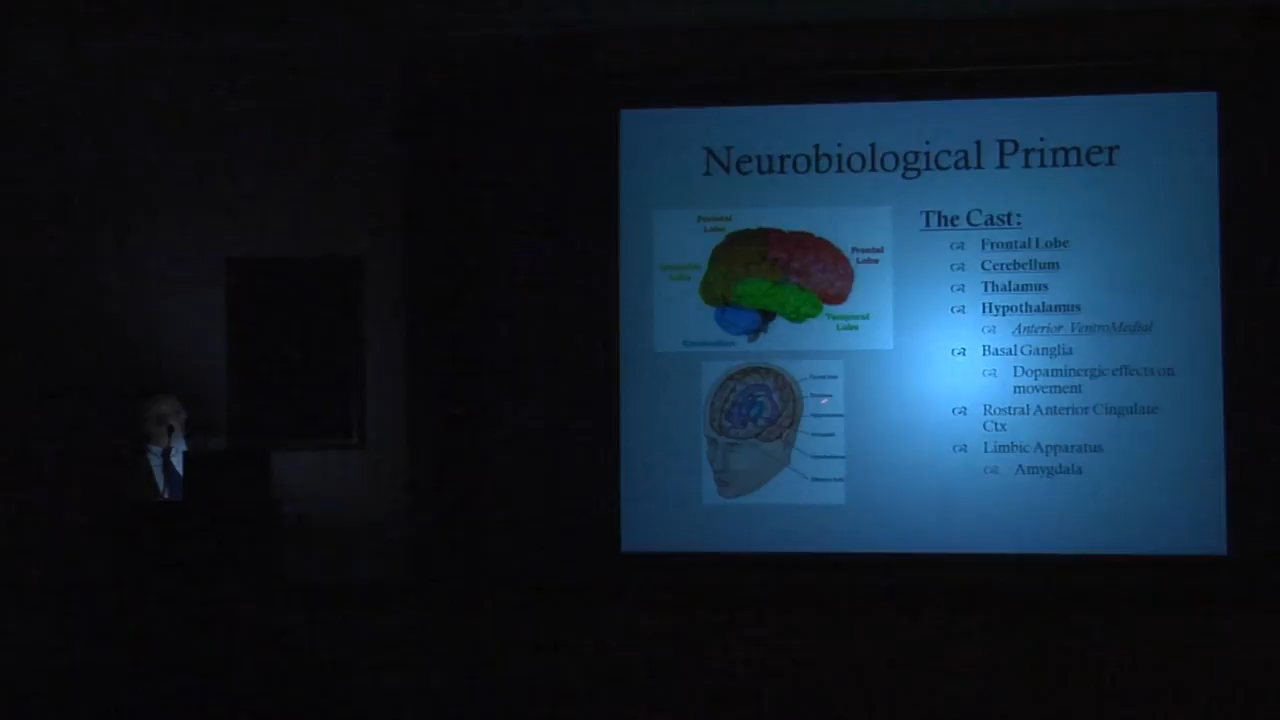 Neurobiological Primer
Parietal
Lobe
Frontal
Lobe
Lobe
Temporal
Lobe
Cerebellum
The Cast:
Frontal Lobe
Cerebellum
Thalamus
Hypothalamus
Anterior VentroMedial
Basal Ganglia
Dopaminergic effects on
movement
Rostral Anterior Cingulate
Ctx
Limbic Apparatus
Amygdala